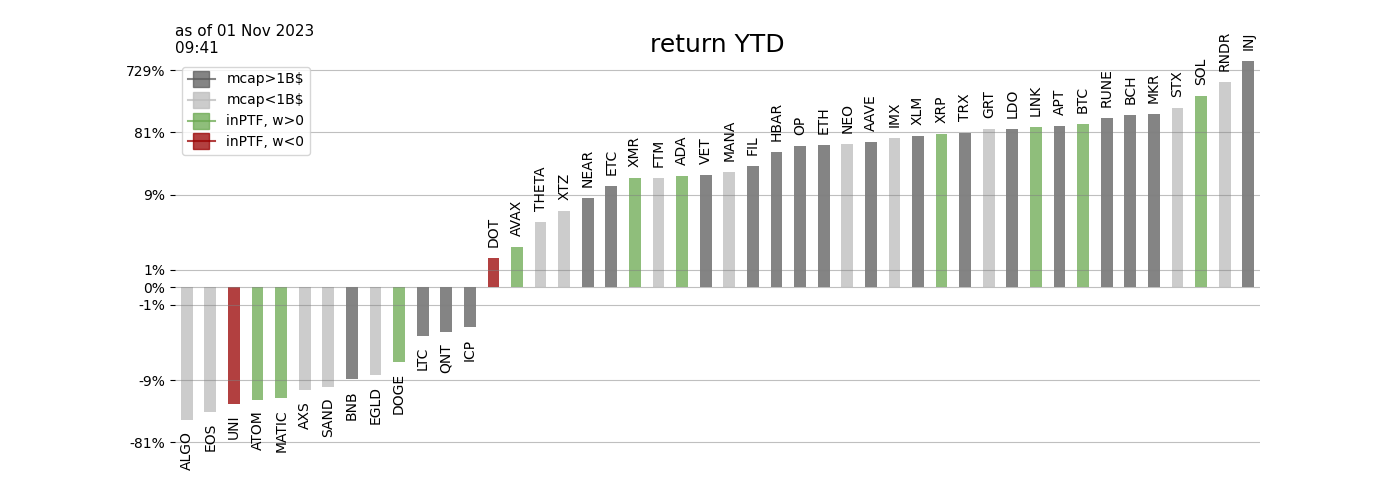 as of 01 Nov 2023
09:41
return YTD
mcap>1B$
mcap<1B$
inPTF, w>0
inPTF, w<0
729%
81%
9%
1%
0%
-1%
-9%
-81%
ALGO
EOS
UNI
ATOM
MATIC
AXS
SAND
BNB
EGLD
DOGE
LTC
QNT
ICP
DOT
AVAX
THETA
XTZ
NEAR
ETC
XMR
FTM
ADA
VET
MANA
FIL
HBAR
OP
ETH
NEO
AAVE
IMX
XLM
XRP
TRX
GRT
LDO
LINK
APT
BTC
RUNE
BCH
MKR
STX
SOL
RNDR
INJ